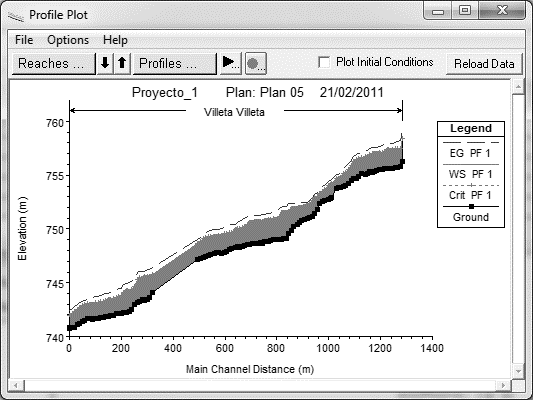 Profile Plot
File Options Help
Reaches ... Profiles ... ... ... Plot Initial Conditions Reload Data
Proyecto_1 Plan: Plan 05 21/02/2011
Villeta Villeta
Legend
EG PF 1
WS PF 1
Crit PF 1
Ground
Elevation (m)
760
755
750
745
740
0 200 400 600 800 1000 1200 1400
Main Channel Distance (m)